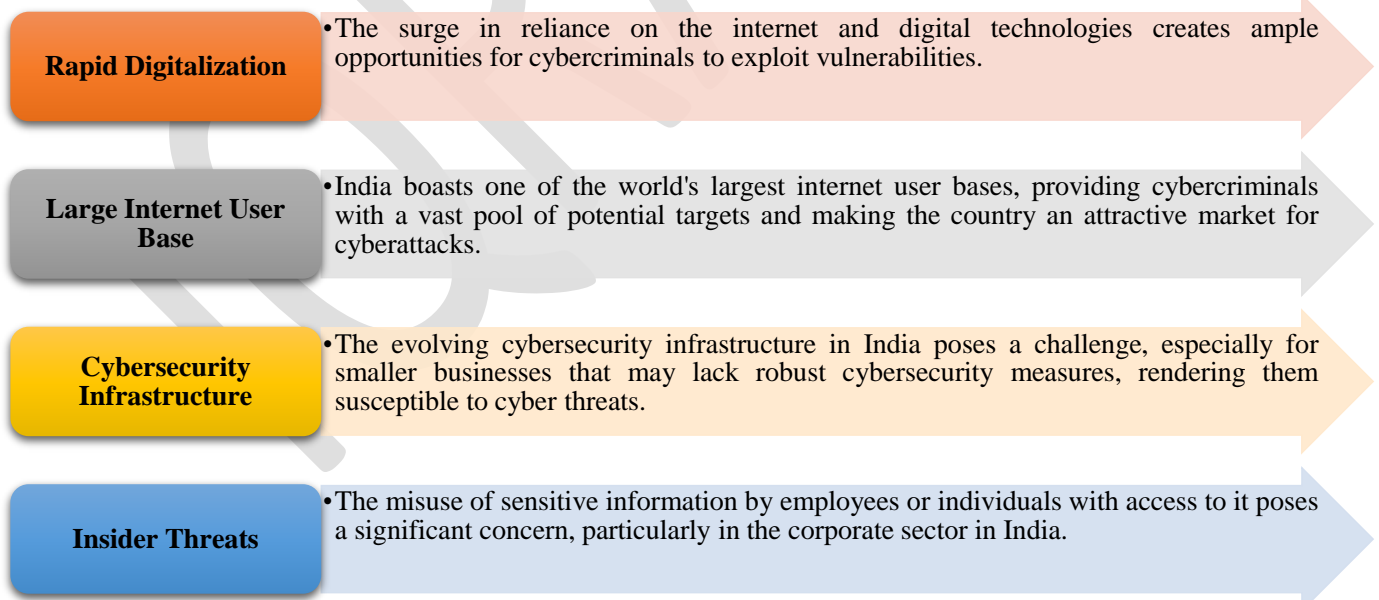 Rapid Digitalization
•The surge in reliance on the internet and digital technologies creates ample
opportunities for cybercriminals to exploit vulnerabilities.
Large Internet User
Base
•India boasts one of the world's largest internet user bases, providing cybercriminals
with a vast pool of potential targets and making the country an attractive market for
cyberattacks.
Cybersecurity
Infrastructure
•The evolving cybersecurity infrastructure in India poses a challenge, especially for
smaller businesses that may lack robust cybersecurity measures, rendering them
susceptible to cyber threats.
Insider Threats
•The misuse of sensitive information by employees or individuals with access to it poses
a significant concern, particularly in the corporate sector in India.